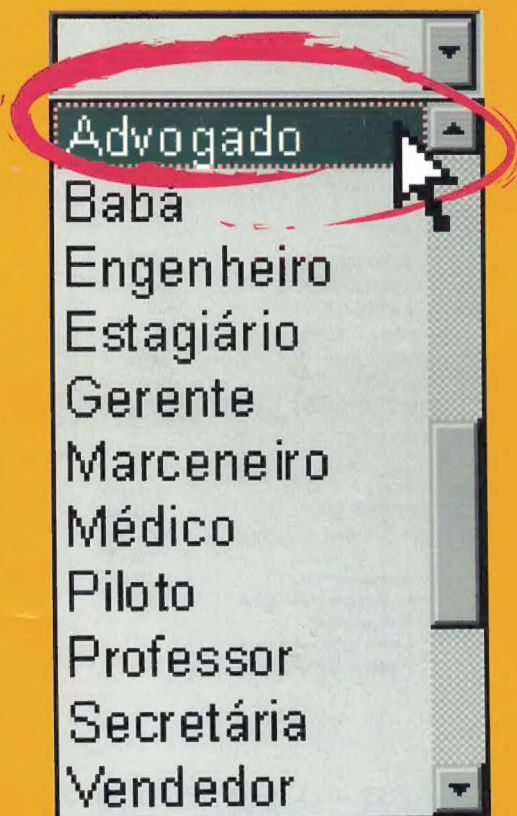 Advogado
Babá
Engenheiro
Estagiário
Gerente
Marceneiro
Médico
Piloto
Professor
Secretária
Vendedor